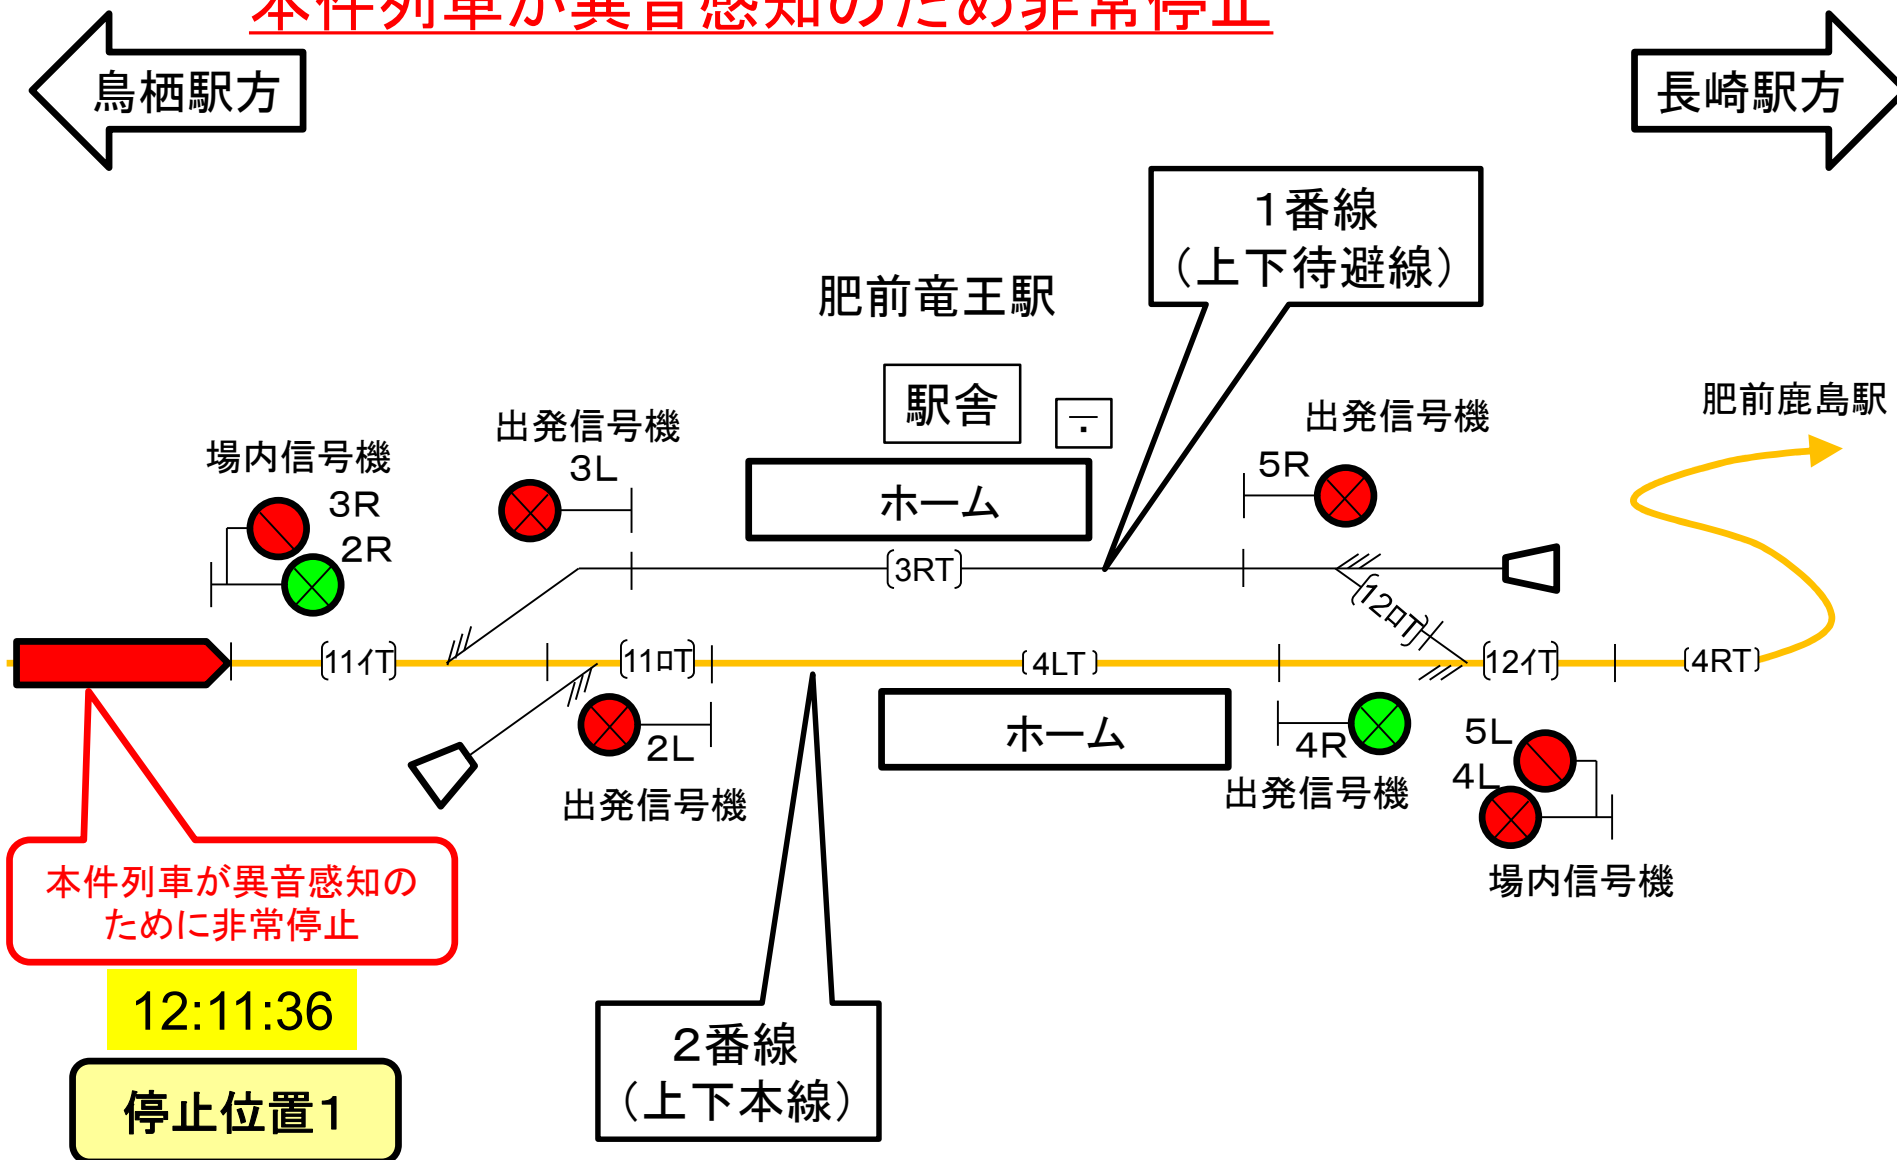 本件列車が異音感知のため非常停止
鳥栖駅方
長崎駅方
1番線
（上下待避線）
肥前竜王駅
駅舎
肥前鹿島駅
出発信号機
3L
場内信号機
3R
2R
ホーム
出発信号機
5R
3RT
12ロT
11イT
11ロT
4LT
12イT
4RT
ホーム
2L
出発信号機
4R
出発信号機
5L
4L
場内信号機
本件列車が異音感知の
ために非常停止
12:11:36
停止位置1
2番線
（上下本線）